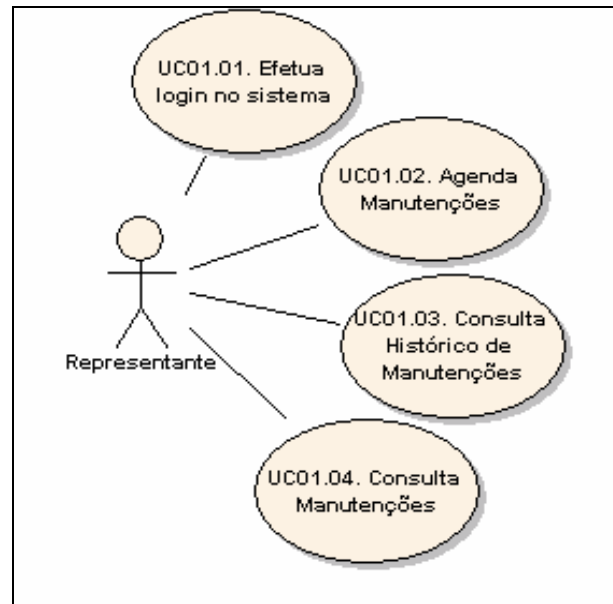 UC01.01. Efetua
login no sistema
UC01.02. Agenda
Manutenções
UC01.03. Consulta
Histórico de
Manutenções
Representante
UC01.04. Consulta
Manutenções